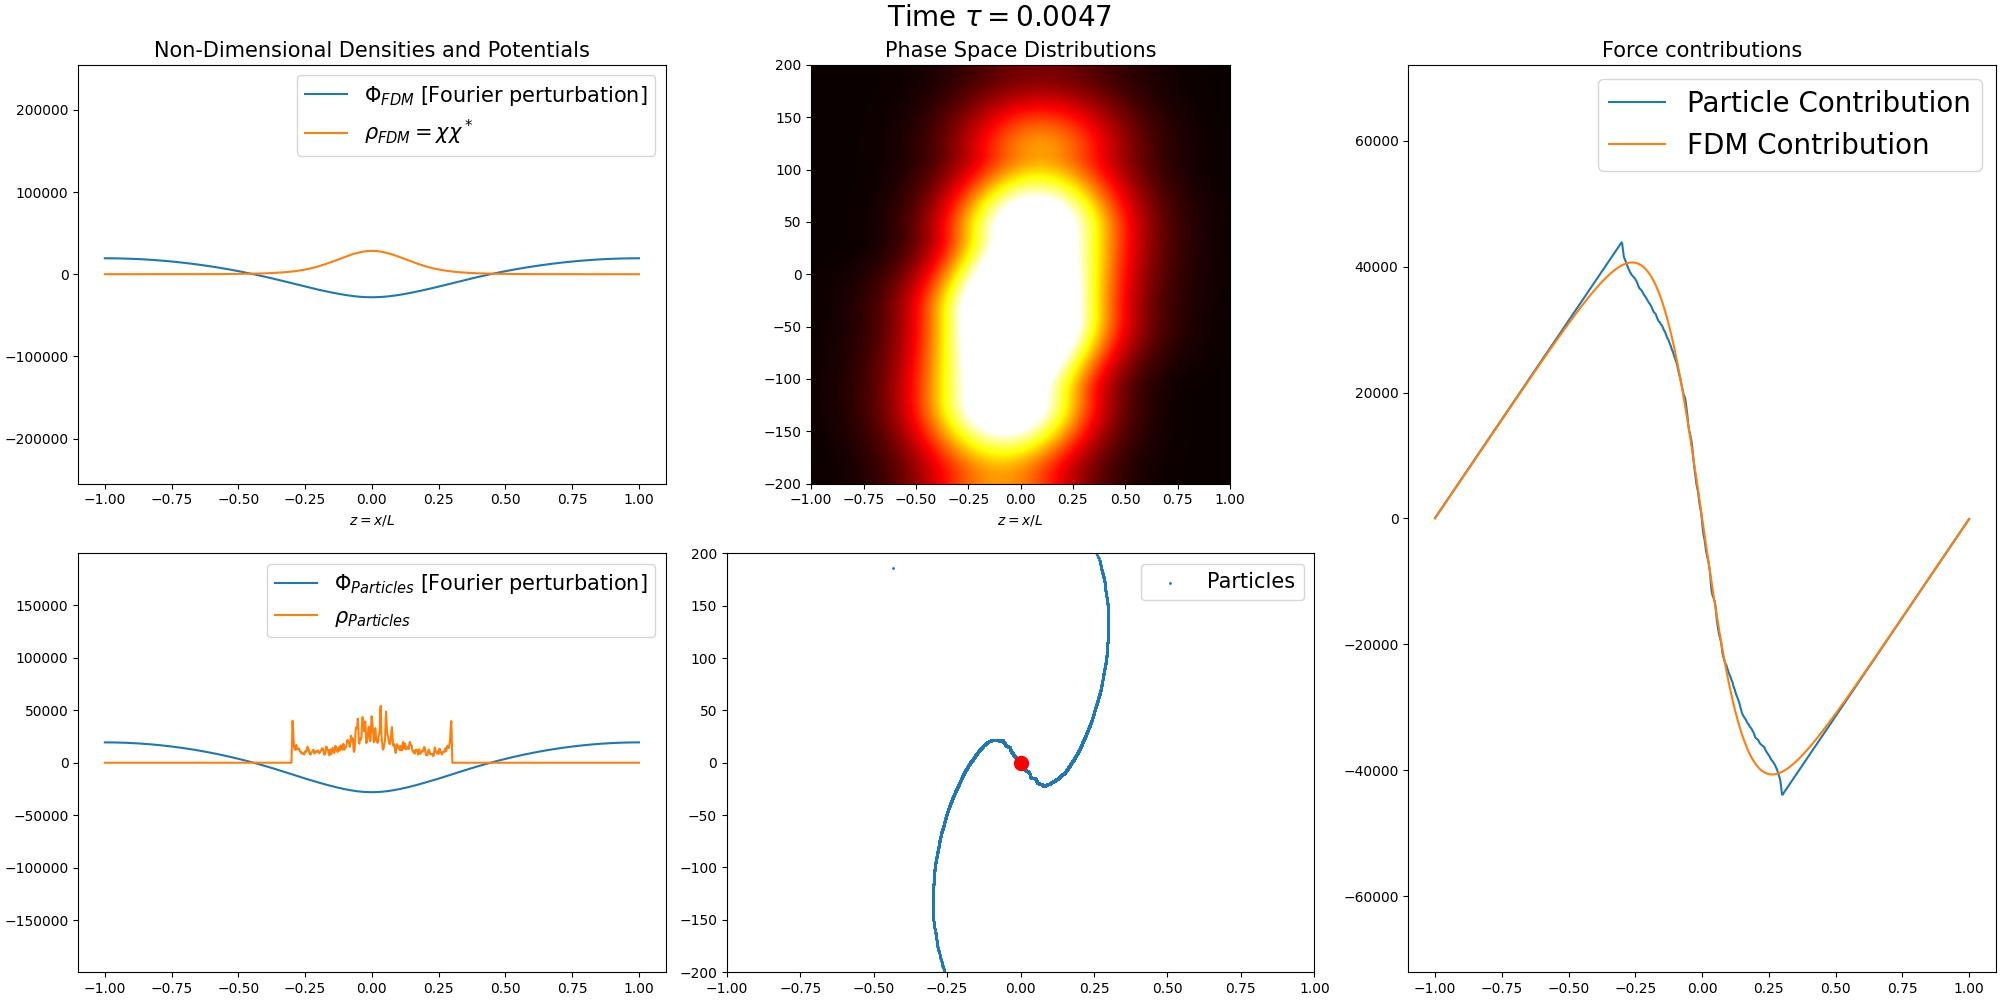 Time τ = 0.0047
Non-Dimensional Densities and Potentials
Φ_FDM [Fourier perturbation]
ρ_FDM = χχ*
200000
100000
0
−100000
−200000
−1.00 −0.75 −0.50 −0.25 0.00 0.25 0.50 0.75 1.00
z = x/L
Phase Space Distributions
200
150
100
50
0
−50
−100
−150
−200
−1.00 −0.75 −0.50 −0.25 0.00 0.25 0.50 0.75 1.00
z = x/L
Force contributions
Particle Contribution
FDM Contribution
60000
40000
20000
0
−20000
−40000
−60000
−1.00 −0.75 −0.50 −0.25 0.00 0.25 0.50 0.75 1.00
Φ_Particles [Fourier perturbation]
ρ_Particles
150000
100000
50000
0
−50000
−100000
−150000
−1.00 −0.75 −0.50 −0.25 0.00 0.25 0.50 0.75 1.00
Particles
200
150
100
50
0
−50
−100
−150
−200
−1.00 −0.75 −0.50 −0.25 0.00 0.25 0.50 0.75 1.00